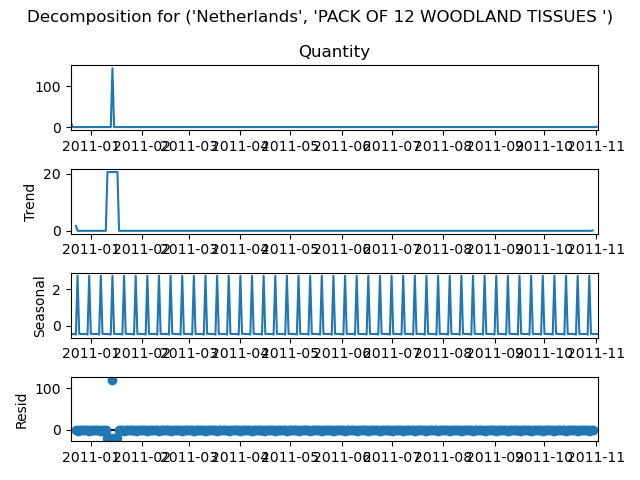 Decomposition for ('Netherlands', 'PACK OF 12 WOODLAND TISSUES ')
Quantity
100
0
2011-01 2011-02 2011-03 2011-04 2011-05 2011-06 2011-07 2011-08 2011-09 2011-10 2011-11
Trend
20
0
2011-01 2011-02 2011-03 2011-04 2011-05 2011-06 2011-07 2011-08 2011-09 2011-10 2011-11
Seasonal
2
0
2011-01 2011-02 2011-03 2011-04 2011-05 2011-06 2011-07 2011-08 2011-09 2011-10 2011-11
Resid
100
0
2011-01 2011-02 2011-03 2011-04 2011-05 2011-06 2011-07 2011-08 2011-09 2011-10 2011-11